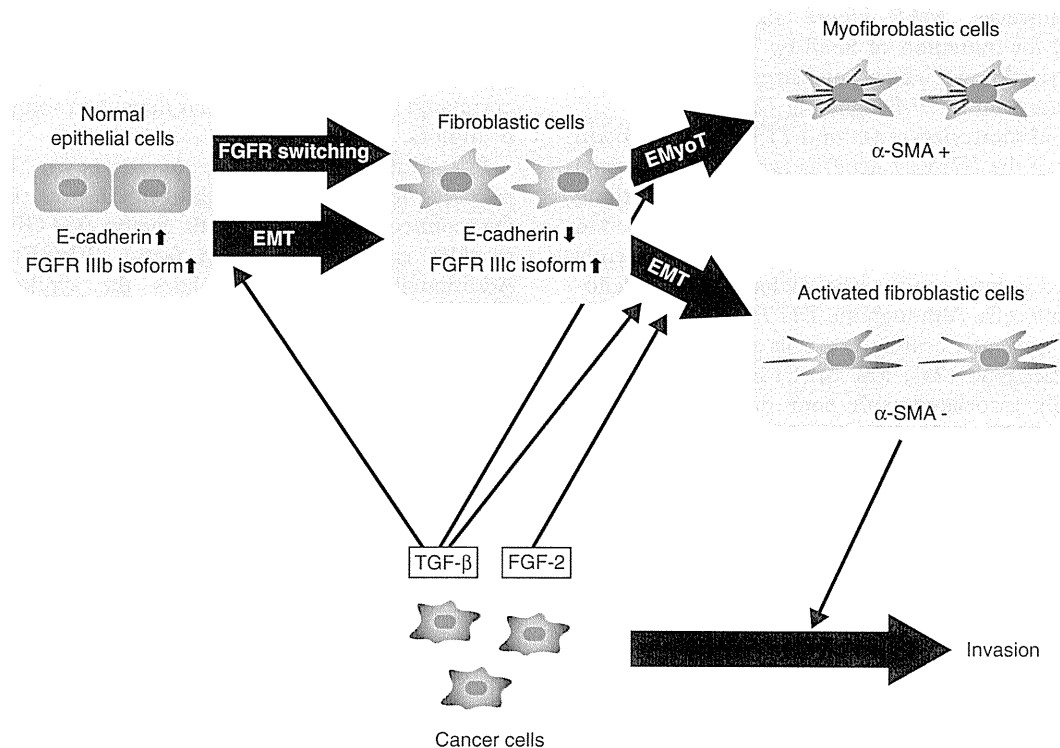 Normal
epithelial cells
E-cadherin⬆
FGFR IIIb isoform⬆
FGFR switching
EMT
Fibroblastic cells
E-cadherin⬇
FGFR IIIc isoform⬆
EMyoT
EMT
Myofibroblastic cells
α-SMA +
Activated fibroblastic cells
α-SMA -
TGF-β
FGF-2
Cancer cells
Invasion